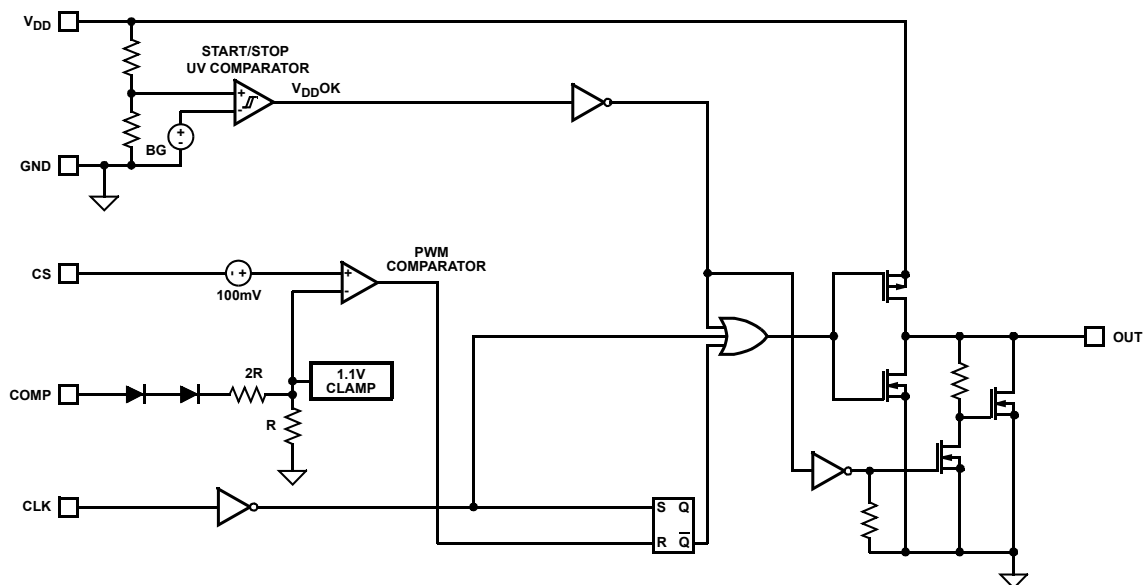 VDD
START/STOP
UV COMPARATOR
VDDOK
+
-
+
-
BG
GND
PWM
COMPARATOR
CS
- +
100mV
+
-
COMP
2R
1.1V
CLAMP
R
OUT
CLK
S Q
R Q̅